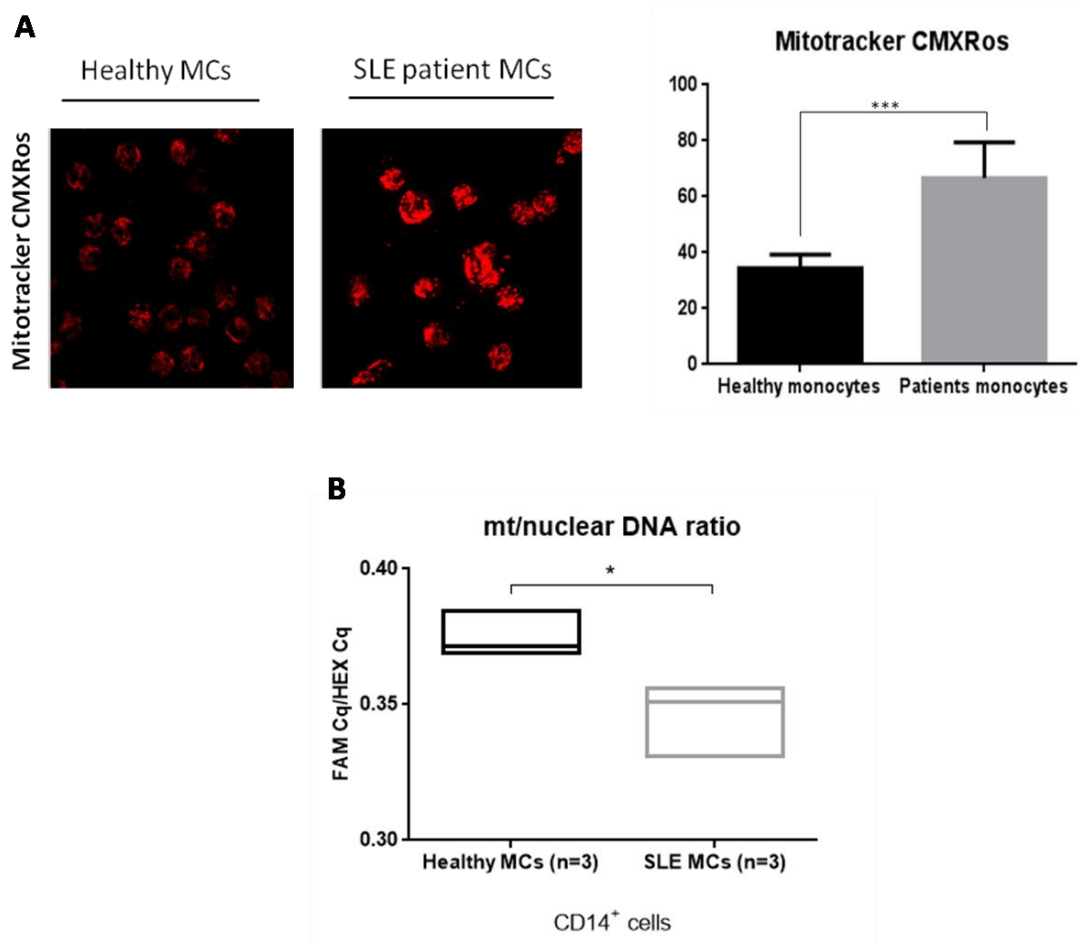 A
Healthy MCs
SLE patient MCs
Mitotracker CMXRos
Mitotracker CMXRos
100
80
60
40
20
0
***
Healthy monocytes
Patients monocytes
B
mt/nuclear DNA ratio
FAM Cq/HEX Cq
0.40
0.35
0.30
*
Healthy MCs (n=3)
SLE MCs (n=3)
CD14⁺ cells